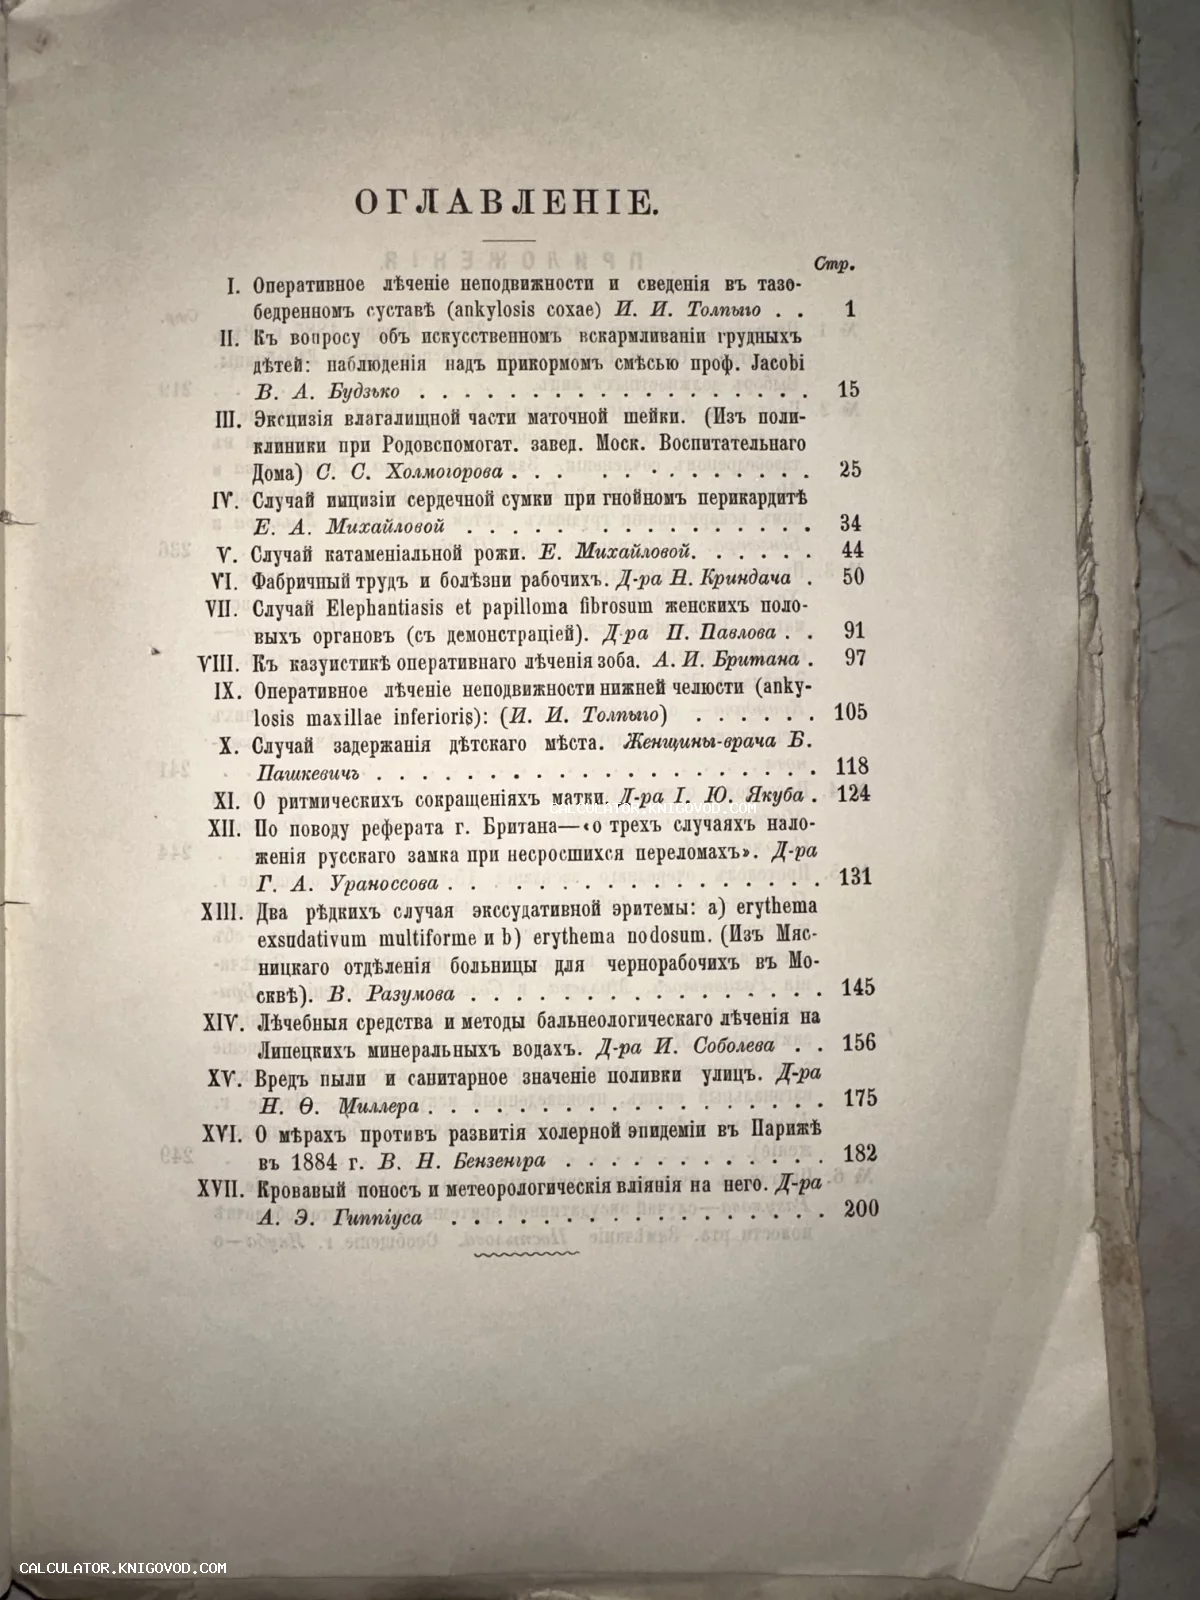 ОГЛАВЛЕНІЕ.
Стр.
I. Оперативное лѣченіе неподвижности и сведенія въ тазо-
бедренномъ суставѣ (ankylosis coxae) И. И. Толпыго . . 1
II. Къ вопросу объ искусственномъ вскармливаніи грудныхъ
дѣтей: наблюденія надъ прикормомъ смѣсью проф. Jacobi
В. А. Будзько . . . . . . . . . . . . . . . . . 15
III. Эксцизія влагалищной части маточной шейки. (Изъ поли-
клиники при Родовспомогат. завед. Моск. Воспитательнаго
Дома) С. С. Холмогорова . . . . . . . . . . . . . 25
IV. Случай инцизіи сердечной сумки при гнойномъ перикардитѣ
Е. А. Михайловой . . . . . . . . . . . . . . . 34
V. Случай катаменіальной рожи. Е. Михайловой. . . . . . 44
VI. Фабричный трудъ и болѣзни рабочихъ. Д-ра Н. Криндача . 50
VII. Случай Elephantiasis et papilloma fibrosum женскихъ поло-
выхъ органовъ (съ демонстраціей). Д-ра П. Павлова . . 91
VIII. Къ казуистикѣ оперативнаго лѣченія зоба. А. И. Британа . 97
IX. Оперативное лѣченіе неподвижности нижней челюсти (anky-
losis maxillae inferioris): (И. И. Толпыго) . . . . . . 105
X. Случай задержанія дѣтскаго мѣста. Женщины-врача Б.
Пашкевичъ . . . . . . . . . . . . . . . . . . . 118
XI. О ритмическихъ сокращеніяхъ матки. Д-ра І. Ю. Якуба . 124
CALCULATOR.KNIGOVOD.COM
XII. По поводу реферата г. Британа—«о трехъ случаяхъ нало-
женія русскаго замка при несросшихся переломахъ». Д-ра
Г. А. Ураноссова . . . . . . . . . . . . . . . . 131
XIII. Два рѣдкихъ случая экссудативной эритемы: a) erythema
exsudativum multiforme и b) erythema nodosum. (Изъ Мяс-
ницкаго отдѣленія больницы для чернорабочихъ въ Мо-
сквѣ). В. Разумова . . . . . . . . . . . . . . . 145
XIV. Лѣчебныя средства и методы бальнеологическаго лѣченія на
Липецкихъ минеральныхъ водахъ. Д-ра И. Соболева . . 156
XV. Вредъ пыли и санитарное значеніе поливки улицъ. Д-ра
Н. Ѳ. Миллера . . . . . . . . . . . . . . . . . 175
XVI. О мѣрахъ противъ развитія холерной эпидеміи въ Парижѣ
въ 1884 г. В. Н. Бензенгра . . . . . . . . . . . . 182
XVII. Кровавый поносъ и метеорологическія вліянія на него. Д-ра
А. Э. Гиппіуса . . . . . . . . . . . . . . . . . 200
CALCULATOR.KNIGOVOD.COM